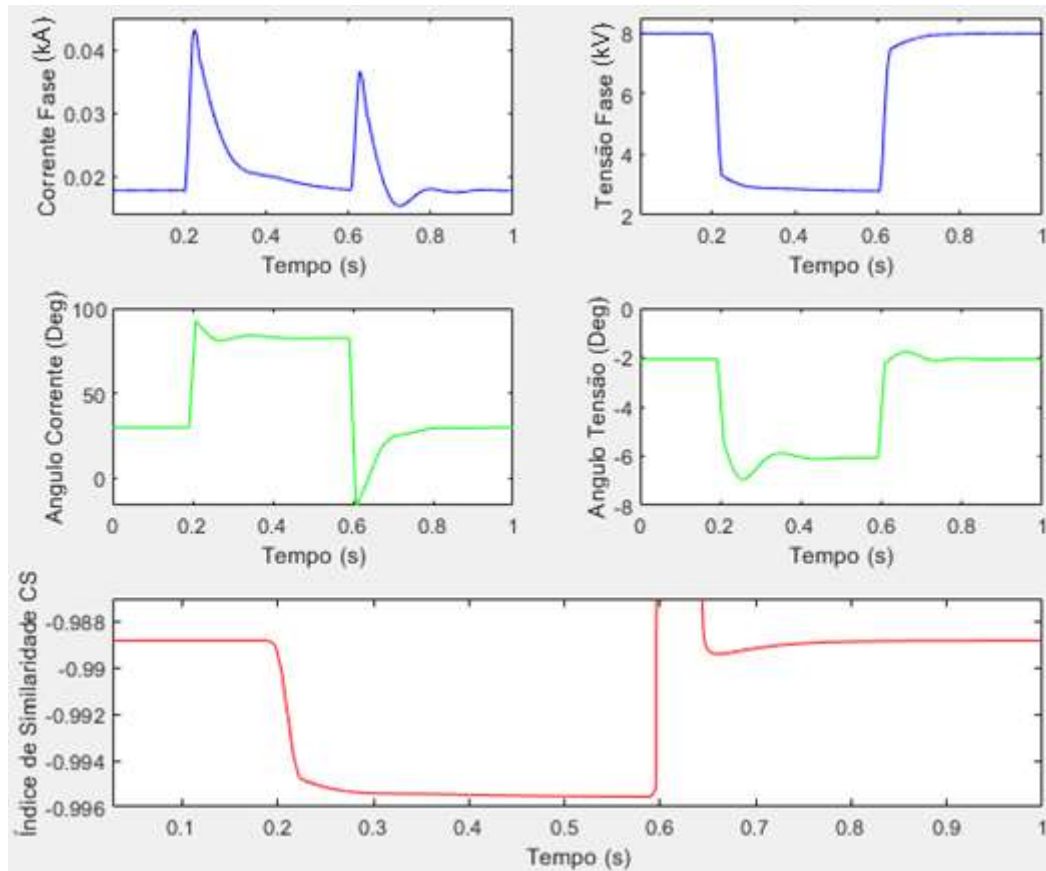 Corrente Fase (kA)
0.04
0.03
0.02
0.2 0.4 0.6 0.8 1
Tempo (s)
Tensão Fase (kV)
8
6
4
2
0.2 0.4 0.6 0.8 1
Tempo (s)
Angulo Corrente (Deg)
100
50
0
0 0.2 0.4 0.6 0.8 1
Tempo (s)
Angulo Tensão (Deg)
0
-2
-4
-6
-8
0 0.2 0.4 0.6 0.8 1
Tempo (s)
Índice de Similaridade CS
-0.988
-0.99
-0.992
-0.994
-0.996
0.1 0.2 0.3 0.4 0.5 0.6 0.7 0.8 0.9 1
Tempo (s)